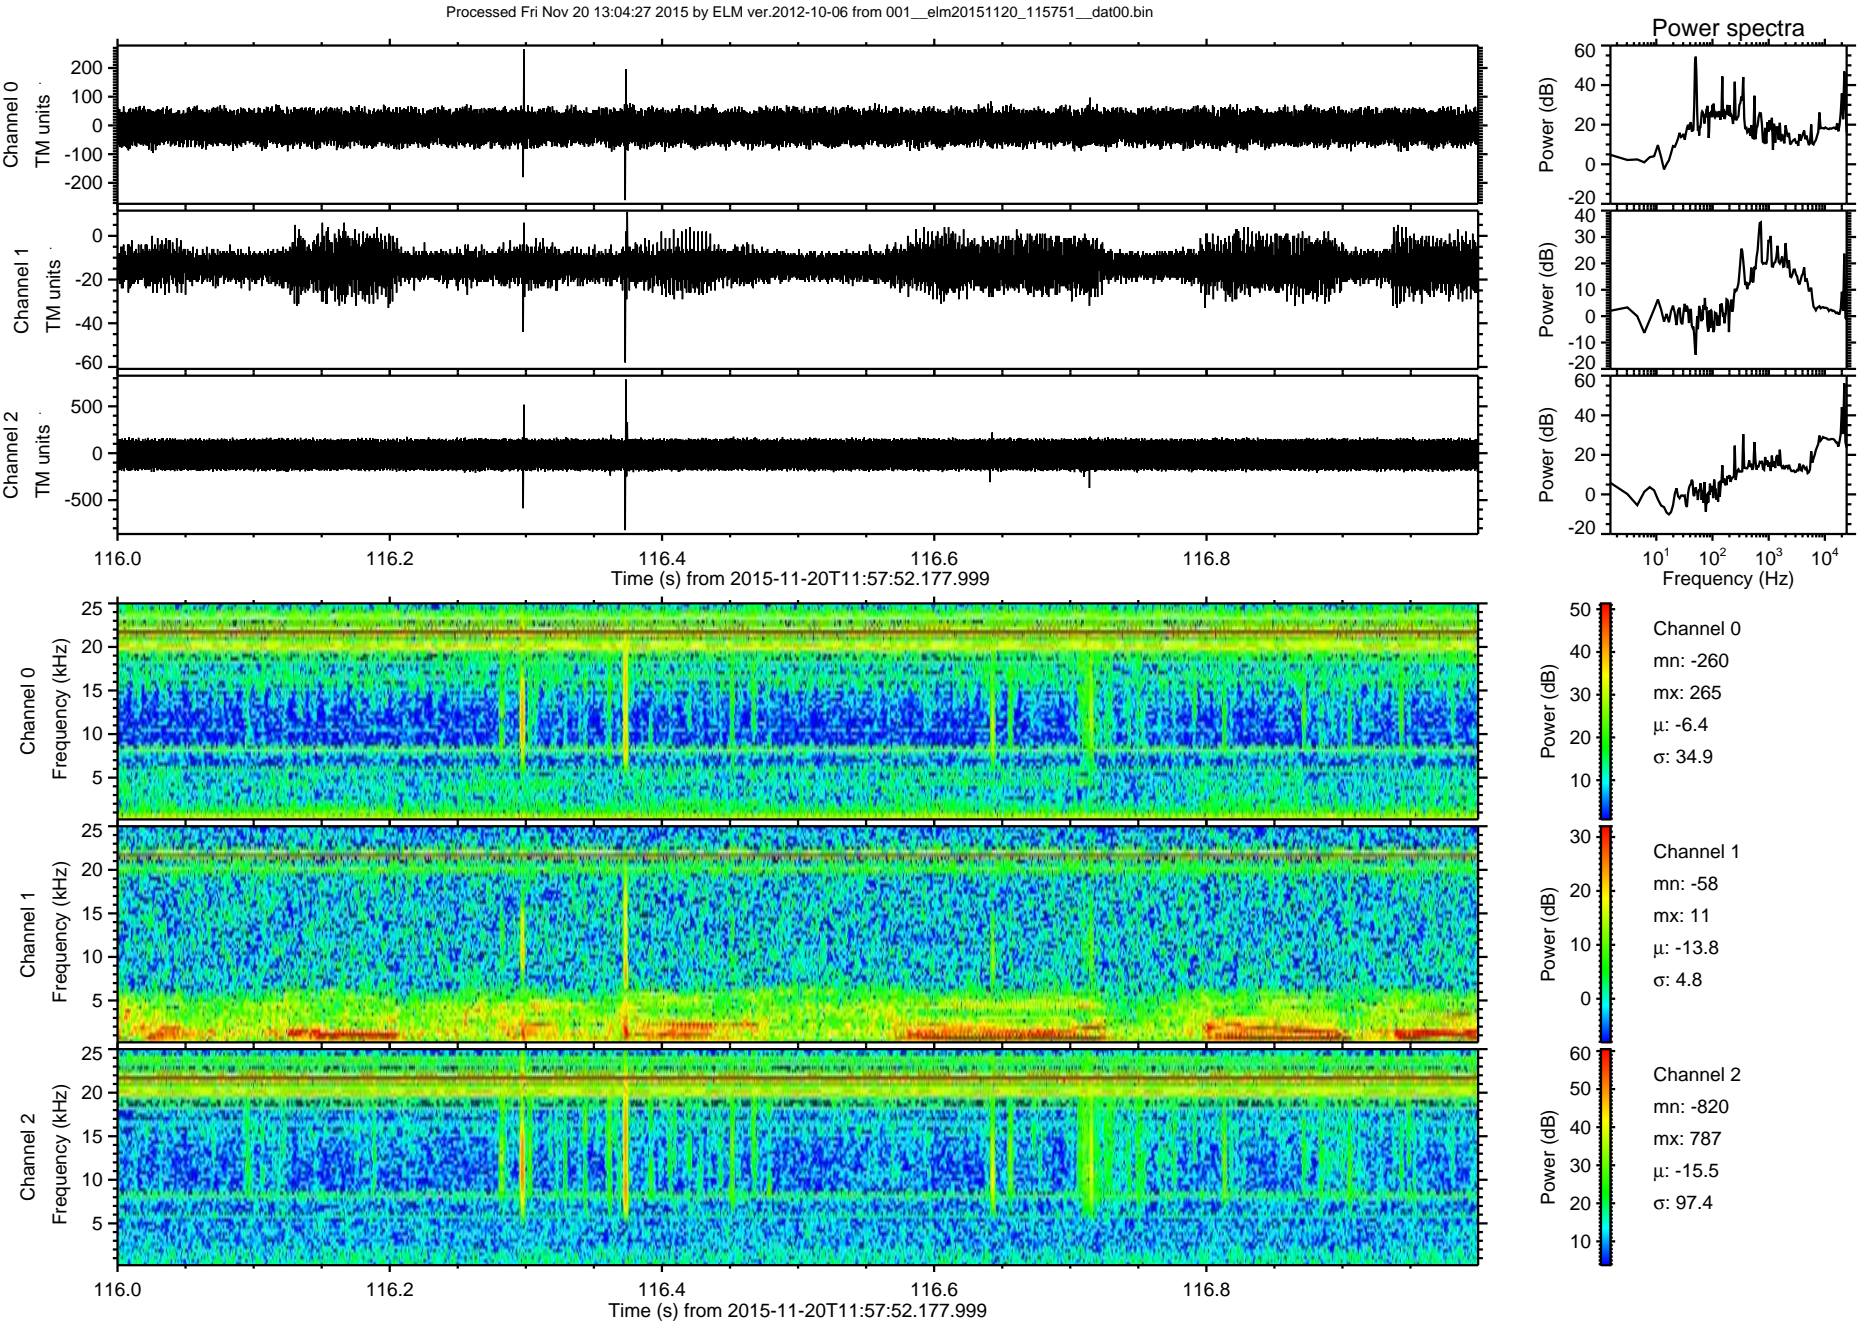 Processed Fri Nov 20 13:04:27 2015 by ELM ver.2012-10-06 from 001__elm20151120_115751__dat00.bin
Power spectra
Channel 0
TM units
200
100
0
-100
-200
Power (dB)
60
40
20
0
-20
Channel 1
TM units
0
-20
-40
-60
Power (dB)
40
30
20
10
0
-10
-20
Channel 2
TM units
500
0
-500
Power (dB)
60
40
20
0
-20
116.0 116.2 116.4 116.6 116.8
Time (s) from 2015-11-20T11:57:52.177.999
10^1 10^2 10^3 10^4
Frequency (Hz)
Channel 0
Frequency (kHz)
25
20
15
10
5
Power (dB)
50
40
30
20
10
Channel 0
mn: -260
mx: 265
μ: -6.4
σ: 34.9
Channel 1
Frequency (kHz)
25
20
15
10
5
Power (dB)
30
20
10
0
Channel 1
mn: -58
mx: 11
μ: -13.8
σ: 4.8
Channel 2
Frequency (kHz)
25
20
15
10
5
Power (dB)
60
50
40
30
20
10
Channel 2
mn: -820
mx: 787
μ: -15.5
σ: 97.4
116.0 116.2 116.4 116.6 116.8
Time (s) from 2015-11-20T11:57:52.177.999